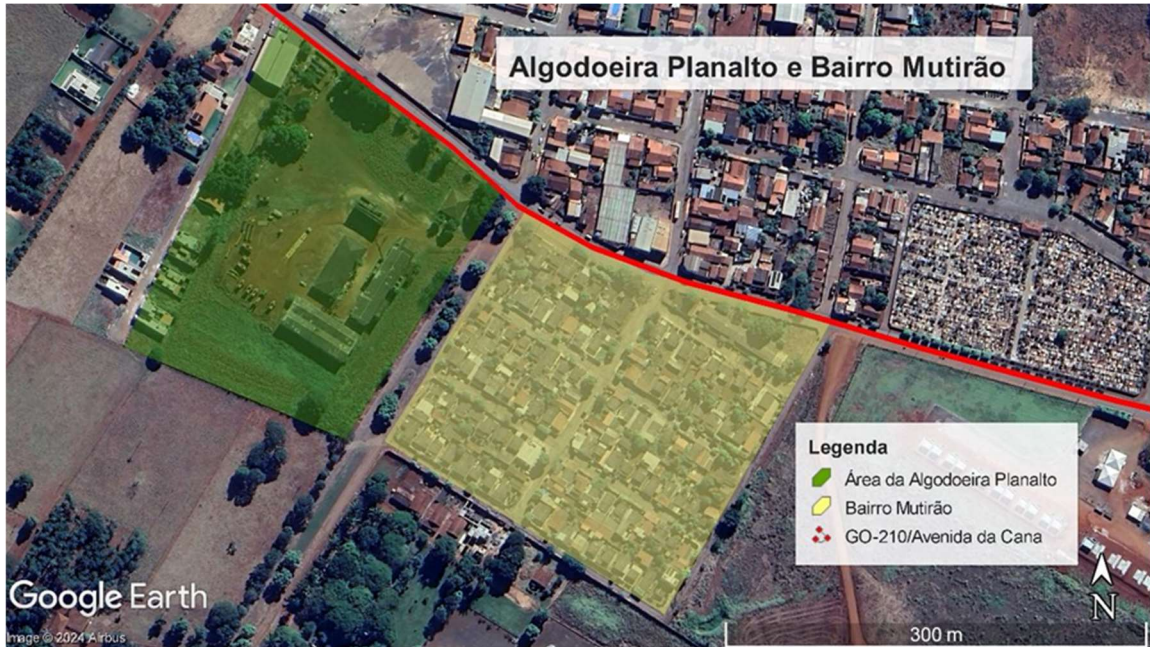 Algodoeira Planalto e Bairro Mutirão
Legenda
Área da Algodoeira Planalto
Bairro Mutirão
GO-210/Avenida da Cana
Google Earth
Image © 2024 Airbus
N
300 m